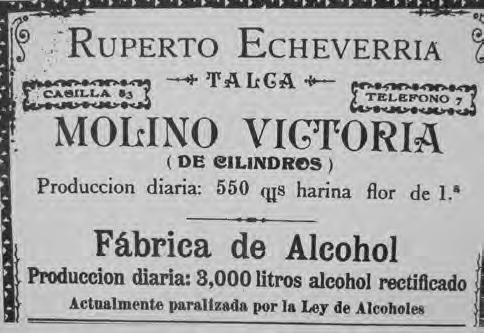 RUPERTO ECHEVERRIA
TALCA
CASILLA 83
TELEFONO 7
MOLINO VICTORIA
(DE CILINDROS)
Produccion diaria: 550 qqs harina flor de 1.ª
Fábrica de Alcohol
Produccion diaria: 3,000 litros alcohol rectificado
Actualmente paralizada por la Ley de Alcoholes